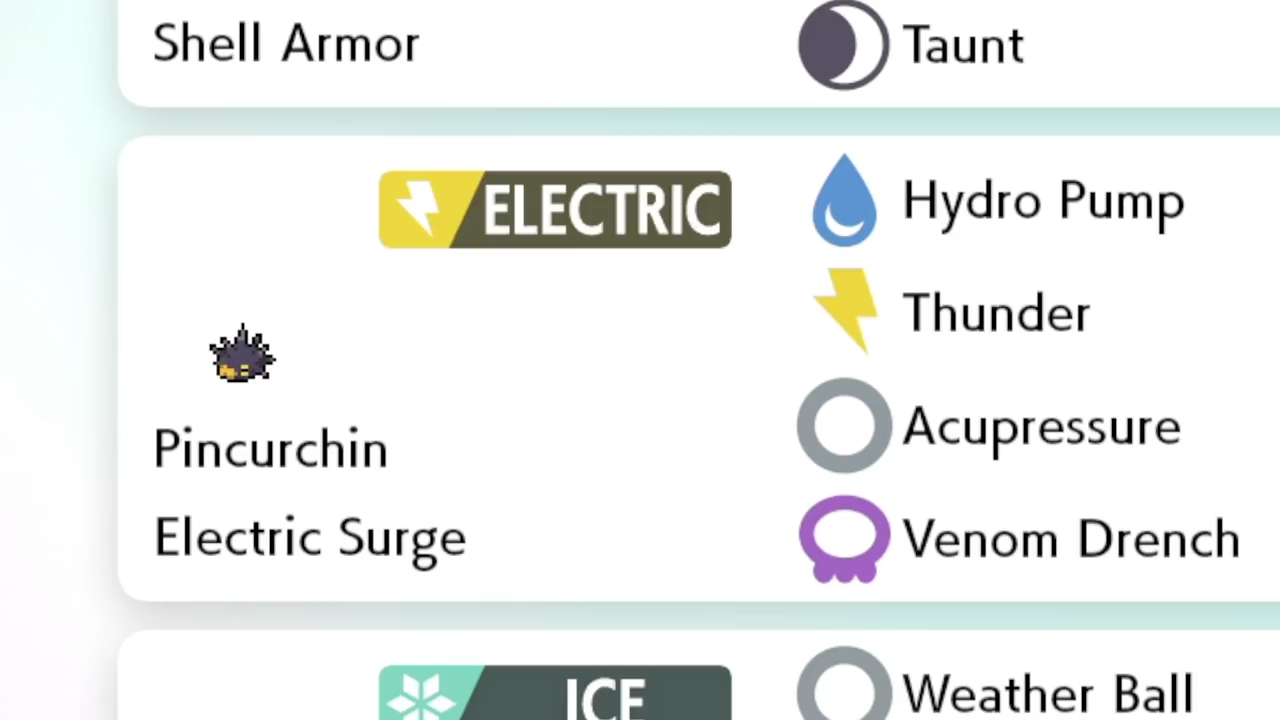 Shell Armor
Taunt
ELECTRIC
Hydro Pump
Thunder
Acupressure
Pincurchin
Venom Drench
Electric Surge
ICE
Weather Ball